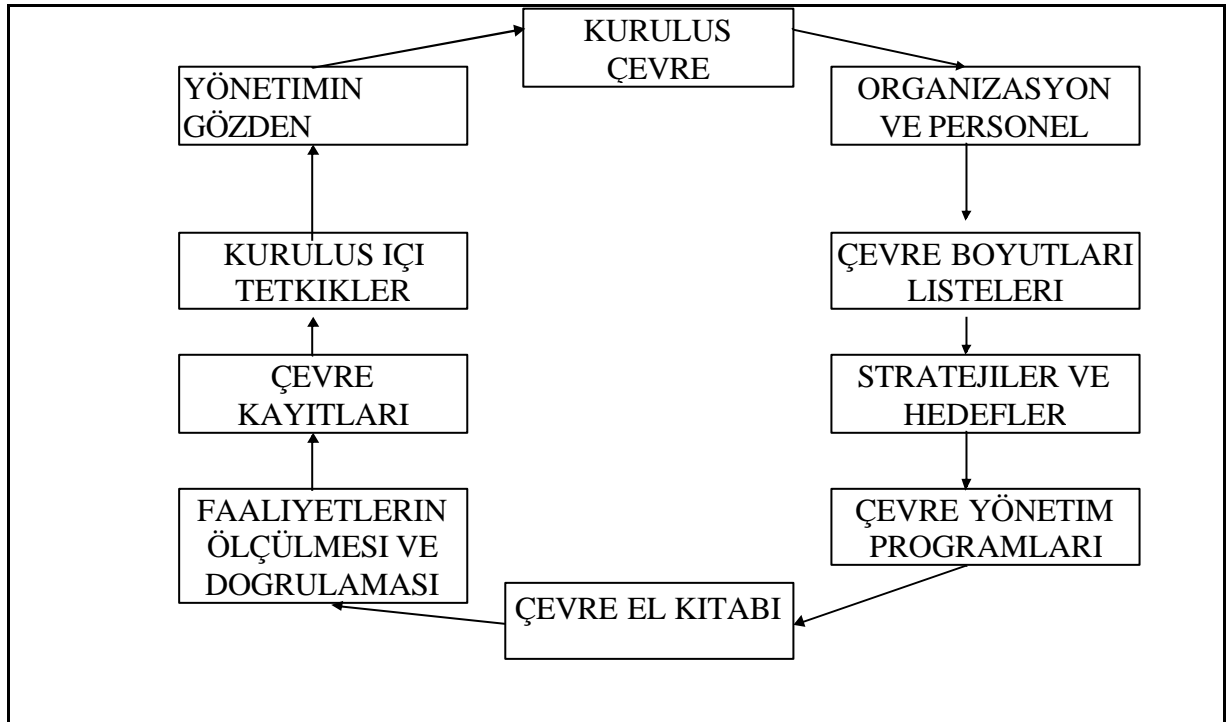 KURULUS
ÇEVRE
ORGANIZASYON
VE PERSONEL
ÇEVRE BOYUTLARI
LISTELERI
STRATEJILER VE
HEDEFLER
ÇEVRE YÖNETIM
PROGRAMLARI
ÇEVRE EL KITABI
FAALIYETLERIN
ÖLÇÜLMESI VE
DOGRULAMASI
ÇEVRE
KAYITLARI
KURULUS IÇI
TETKIKLER
YÖNETIMIN
GÖZDEN